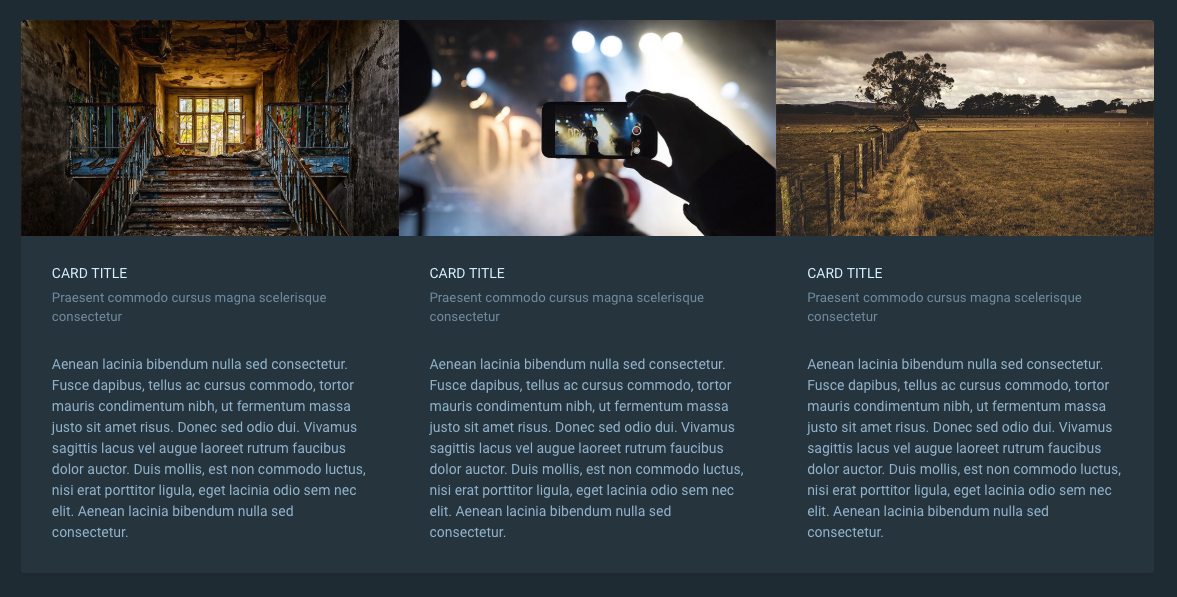 CARD TITLE
Praesent commodo cursus magna scelerisque
consectetur
Aenean lacinia bibendum nulla sed consectetur.
Fusce dapibus, tellus ac cursus commodo, tortor
mauris condimentum nibh, ut fermentum massa
justo sit amet risus. Donec sed odio dui. Vivamus
sagittis lacus vel augue laoreet rutrum faucibus
dolor auctor. Duis mollis, est non commodo luctus,
nisi erat porttitor ligula, eget lacinia odio sem nec
elit. Aenean lacinia bibendum nulla sed
consectetur.
CARD TITLE
Praesent commodo cursus magna scelerisque
consectetur
Aenean lacinia bibendum nulla sed consectetur.
Fusce dapibus, tellus ac cursus commodo, tortor
mauris condimentum nibh, ut fermentum massa
justo sit amet risus. Donec sed odio dui. Vivamus
sagittis lacus vel augue laoreet rutrum faucibus
dolor auctor. Duis mollis, est non commodo luctus,
nisi erat porttitor ligula, eget lacinia odio sem nec
elit. Aenean lacinia bibendum nulla sed
consectetur.
CARD TITLE
Praesent commodo cursus magna scelerisque
consectetur
Aenean lacinia bibendum nulla sed consectetur.
Fusce dapibus, tellus ac cursus commodo, tortor
mauris condimentum nibh, ut fermentum massa
justo sit amet risus. Donec sed odio dui. Vivamus
sagittis lacus vel augue laoreet rutrum faucibus
dolor auctor. Duis mollis, est non commodo luctus,
nisi erat porttitor ligula, eget lacinia odio sem nec
elit. Aenean lacinia bibendum nulla sed
consectetur.